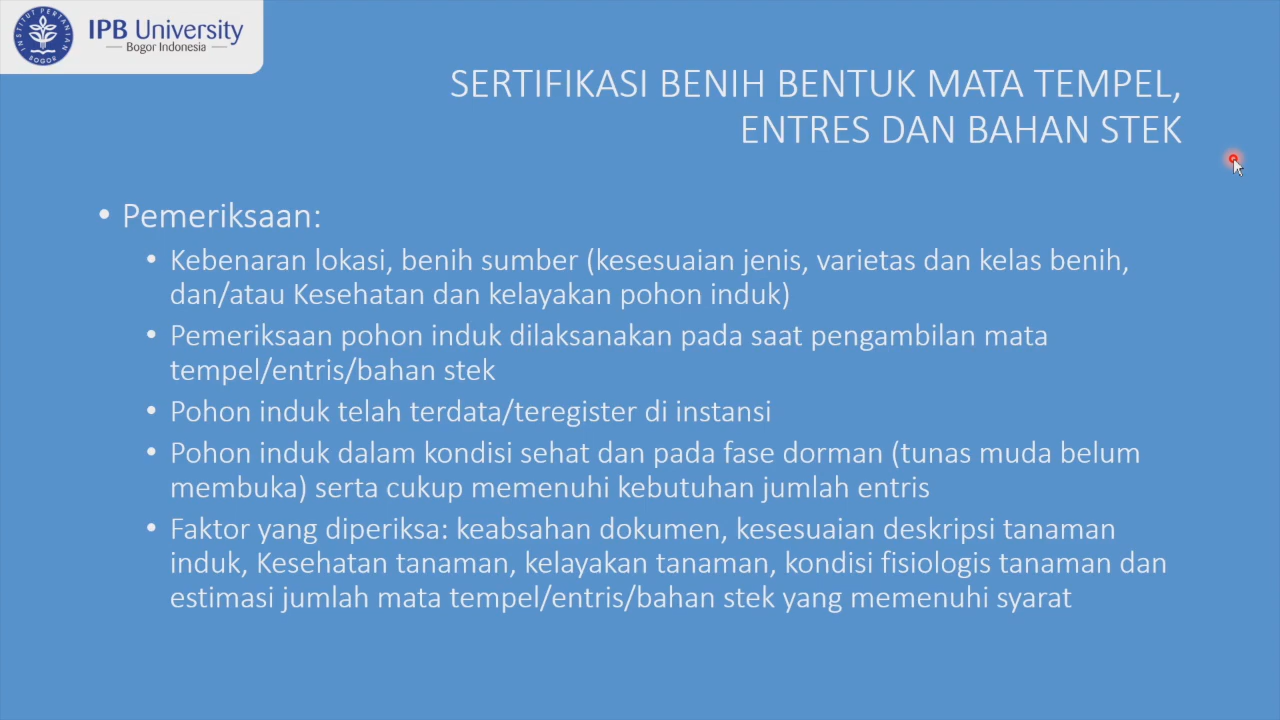 INSTITUT PERTANIAN
BOGOR
IPB University
Bogor Indonesia
SERTIFIKASI BENIH BENTUK MATA TEMPEL,
ENTRES DAN BAHAN STEK
• Pemeriksaan:
• Kebenaran lokasi, benih sumber (kesesuaian jenis, varietas dan kelas benih,
dan/atau Kesehatan dan kelayakan pohon induk)
• Pemeriksaan pohon induk dilaksanakan pada saat pengambilan mata
tempel/entris/bahan stek
• Pohon induk telah terdata/teregister di instansi
• Pohon induk dalam kondisi sehat dan pada fase dorman (tunas muda belum
membuka) serta cukup memenuhi kebutuhan jumlah entris
• Faktor yang diperiksa: keabsahan dokumen, kesesuaian deskripsi tanaman
induk, Kesehatan tanaman, kelayakan tanaman, kondisi fisiologis tanaman dan
estimasi jumlah mata tempel/entris/bahan stek yang memenuhi syarat